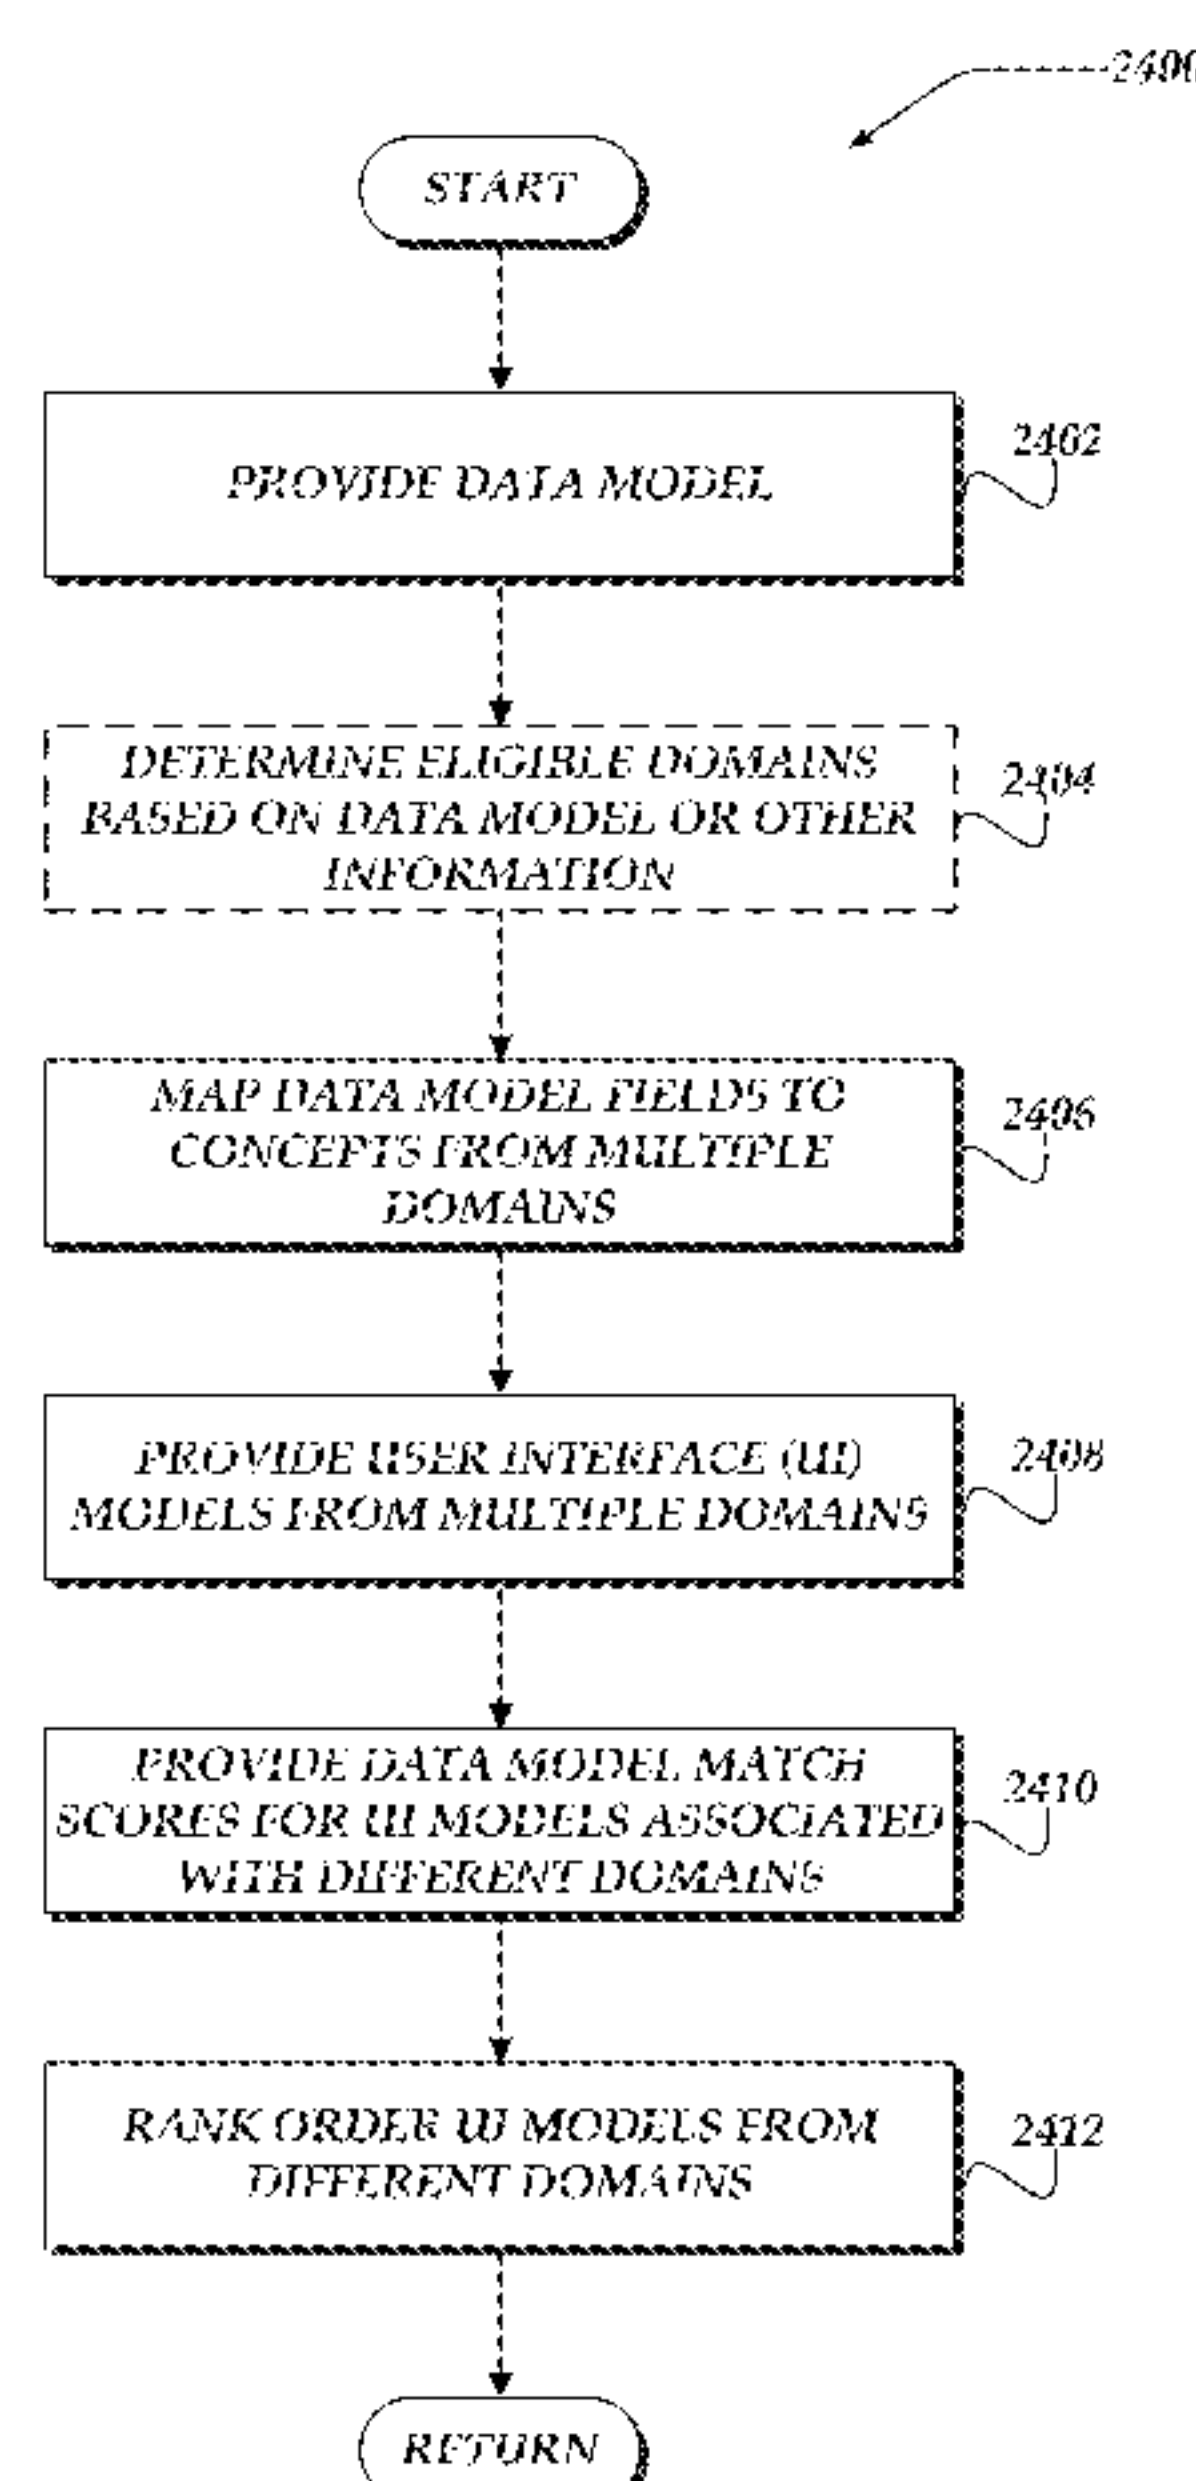 2400
START
PROVIDE DATA MODEL
2402
DETERMINE ELIGIBLE DOMAINS
BASED ON DATA MODEL OR OTHER
INFORMATION
2404
MAP DATA MODEL FIELDS TO
CONCEPTS FROM MULTIPLE
DOMAINS
2406
PROVIDE USER INTERFACE (UI)
MODELS FROM MULTIPLE DOMAINS
2408
PROVIDE DATA MODEL MATCH
SCORES FOR UI MODELS ASSOCIATED
WITH DIFFERENT DOMAINS
2410
RANK ORDER UI MODELS FROM
DIFFERENT DOMAINS
2412
RETURN